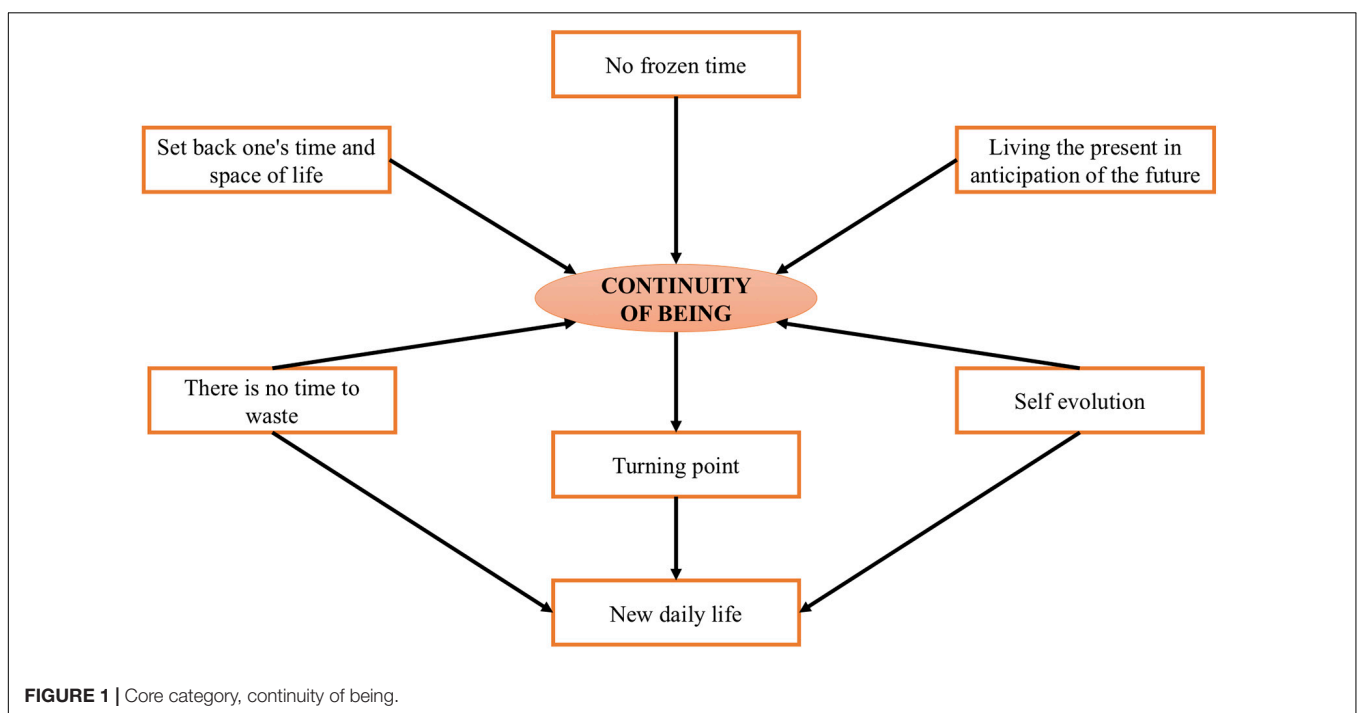 No frozen time
Set back one's time and
space of life
Living the present in
anticipation of the future
CONTINUITY
OF BEING
There is no time to
waste
Self evolution
Turning point
New daily life
FIGURE 1 | Core category, continuity of being.